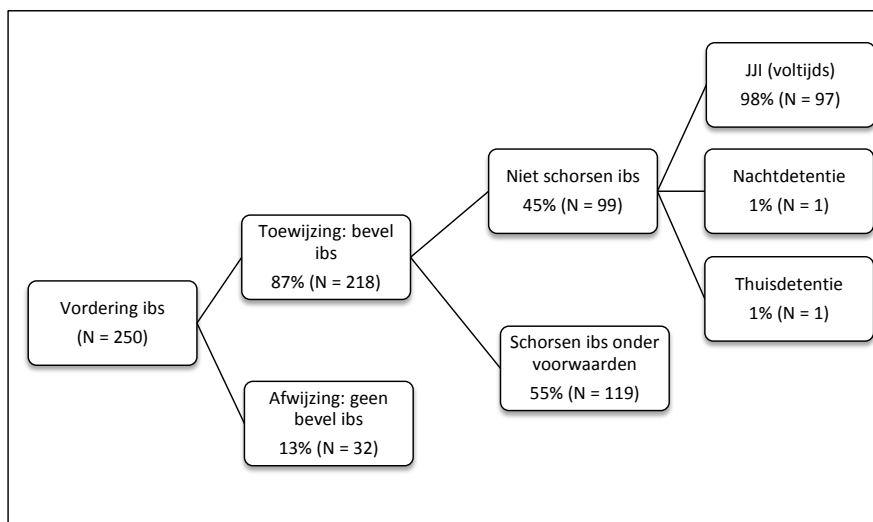 Vordering ibs
(N = 250)
Toewijzing: bevel
ibs
87% (N = 218)
Afwijzing: geen
bevel ibs
13% (N = 32)
Niet schorsen ibs
45% (N = 99)
Schorsen ibs onder
voorwaarden
55% (N = 119)
JJI (voltijds)
98% (N = 97)
Nachtdetentie
1% (N = 1)
Thuisdetentie
1% (N = 1)